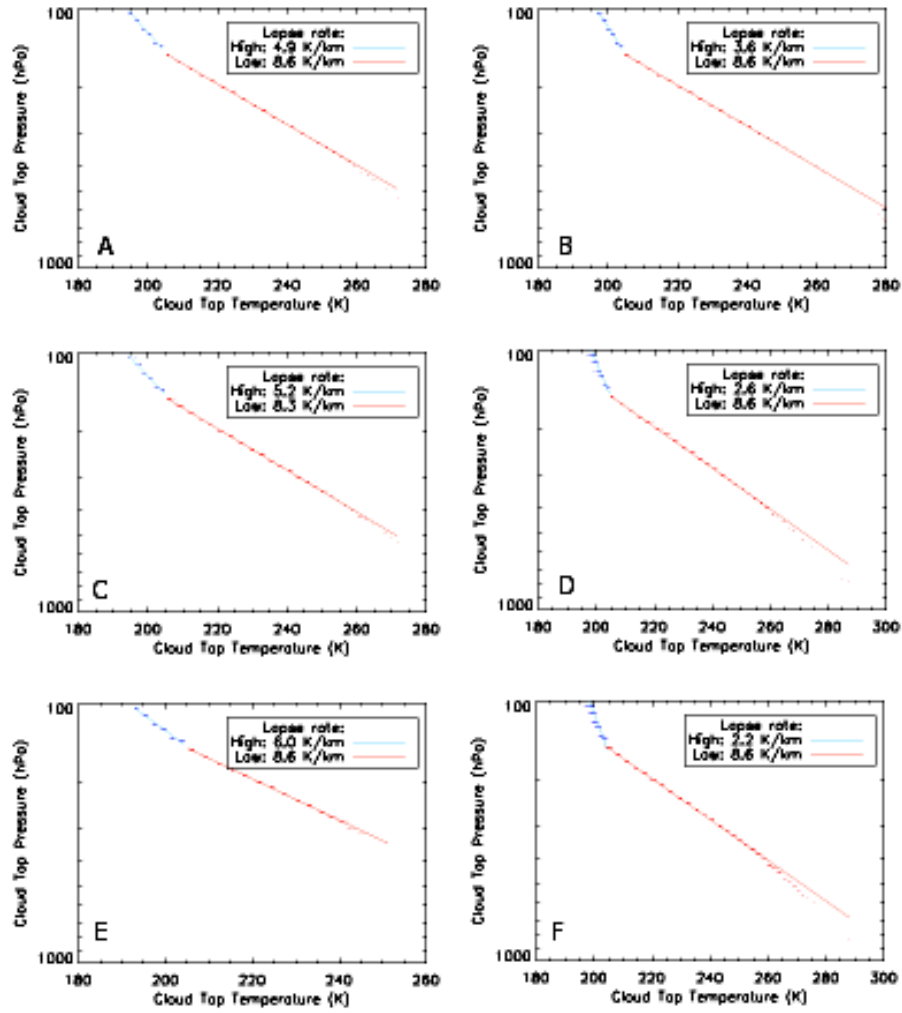 100
Lapse rate:
High: 4.9 K/km
Low: 8.6 K/km
Cloud Top Pressure (hPa)
A
1000
180 200 220 240 260 280
Cloud Top Temperature (K)
100
Lapse rate:
High: 3.6 K/km
Low: 8.6 K/km
Cloud Top Pressure (hPa)
B
1000
180 200 220 240 260 280
Cloud Top Temperature (K)
100
Lapse rate:
High: 5.2 K/km
Low: 8.3 K/km
Cloud Top Pressure (hPa)
C
1000
180 200 220 240 260 280
Cloud Top Temperature (K)
100
Lapse rate:
High: 2.6 K/km
Low: 8.6 K/km
Cloud Top Pressure (hPa)
D
1000
180 200 220 240 260 280 300
Cloud Top Temperature (K)
100
Lapse rate:
High: 6.0 K/km
Low: 8.6 K/km
Cloud Top Pressure (hPa)
E
1000
180 200 220 240 260
Cloud Top Temperature (K)
100
Lapse rate:
High: 2.2 K/km
Low: 8.6 K/km
Cloud Top Pressure (hPa)
F
1000
180 200 220 240 260 280 300
Cloud Top Temperature (K)